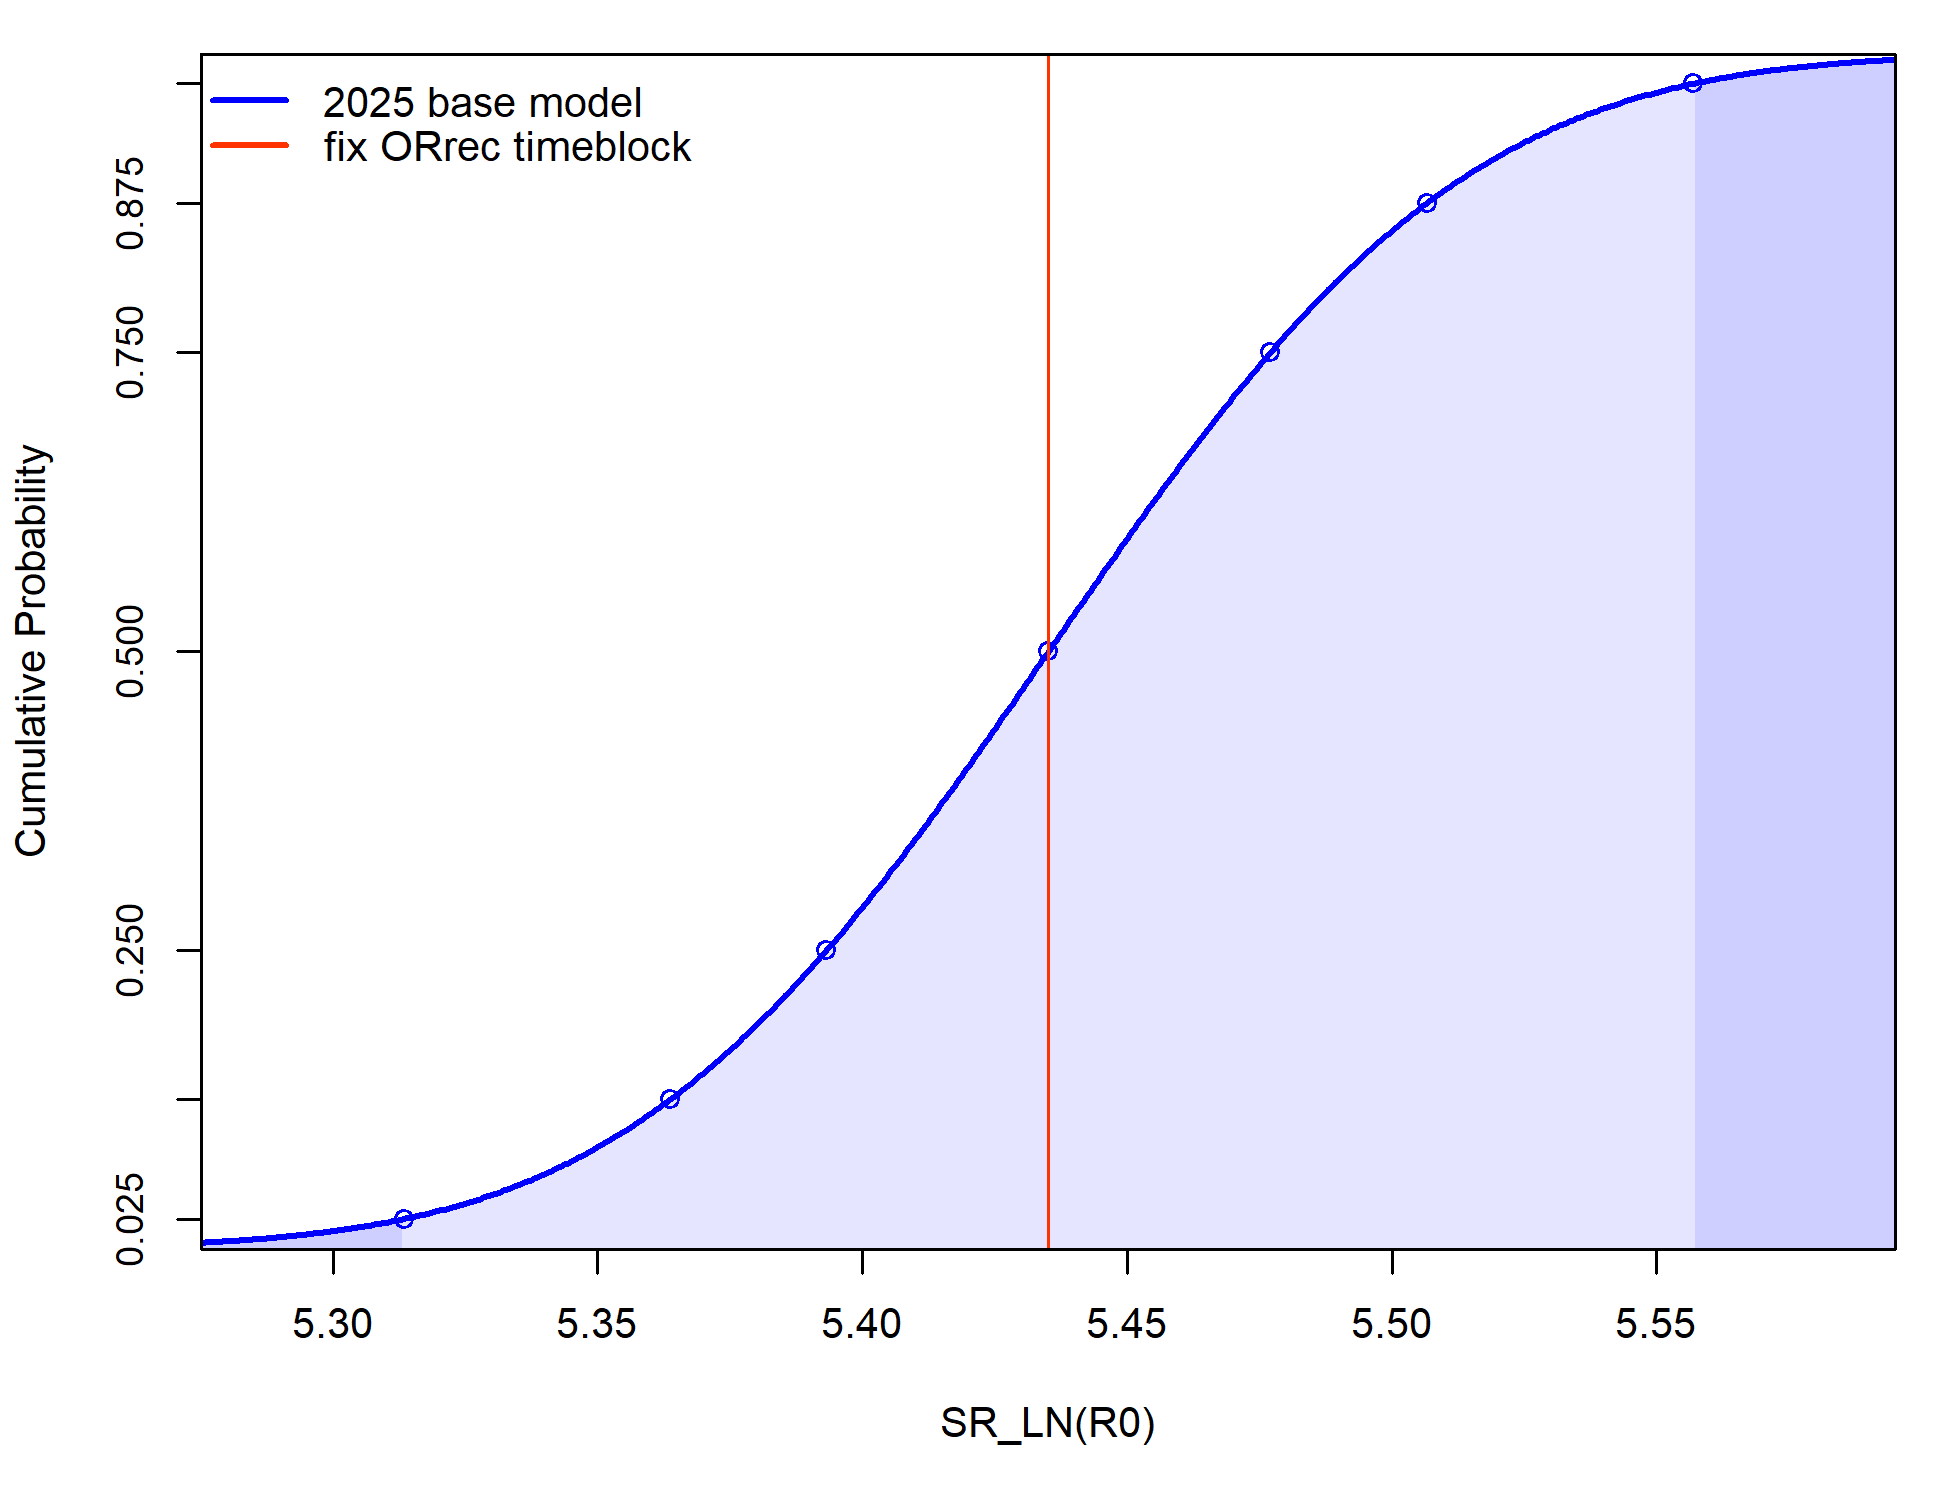 2025 base model
fix ORrec timeblock
Cumulative Probability
0.875
0.750
0.500
0.250
0.025
5.30 5.35 5.40 5.45 5.50 5.55
SR_LN(R0)